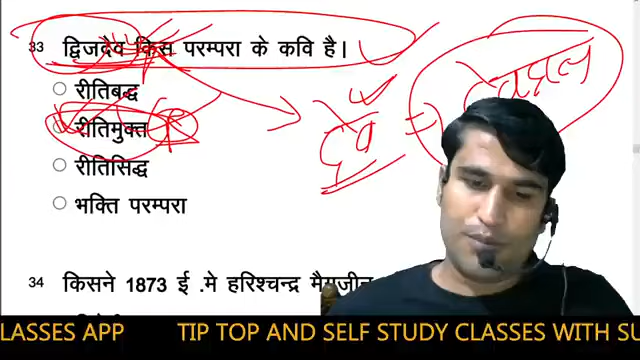 33 द्विजदेव किस परम्परा के कवि है।
रीतिबद्ध
रीतिमुक्त
रीतिसिद्ध
भक्ति परम्परा
देव =
34 किसने 1873 ई .मे हरिश्चन्द्र मैगजीन
LASSES APP TIP TOP AND SELF STUDY CLASSES WITH SU